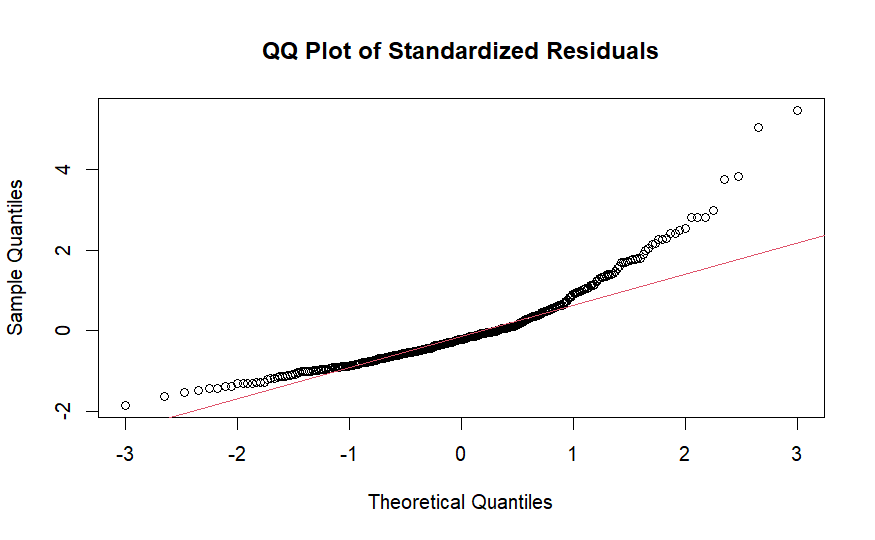 QQ Plot of Standardized Residuals
Sample Quantiles
4
2
0
-2
-3 -2 -1 0 1 2 3
Theoretical Quantiles